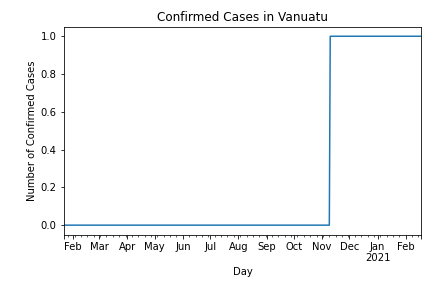 Confirmed Cases in Vanuatu
Number of Confirmed Cases
1.0
0.8
0.6
0.4
0.2
0.0
Feb Mar Apr May Jun Jul Aug Sep Oct Nov Dec Jan Feb
2021
Day